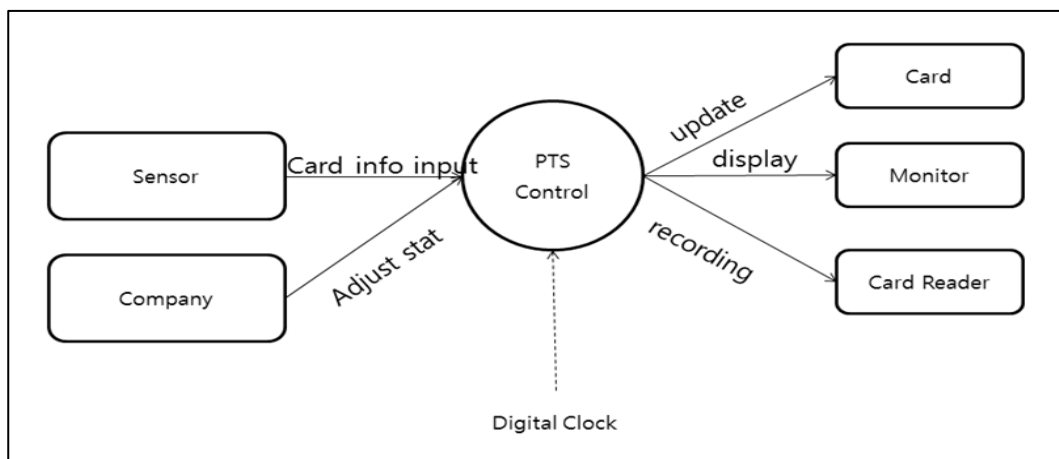 Sensor
Card info input
Company
Adjust stat
PTS
Control
Digital Clock
update
display
recording
Card
Monitor
Card Reader